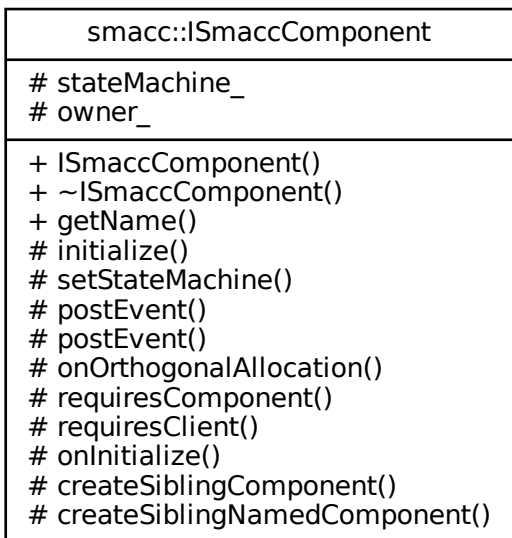 smacc::ISmaccComponent
# stateMachine_
# owner_
+ ISmaccComponent()
+ ~ISmaccComponent()
+ getName()
# initialize()
# setStateMachine()
# postEvent()
# postEvent()
# onOrthogonalAllocation()
# requiresComponent()
# requiresClient()
# onInitialize()
# createSiblingComponent()
# createSiblingNamedComponent()